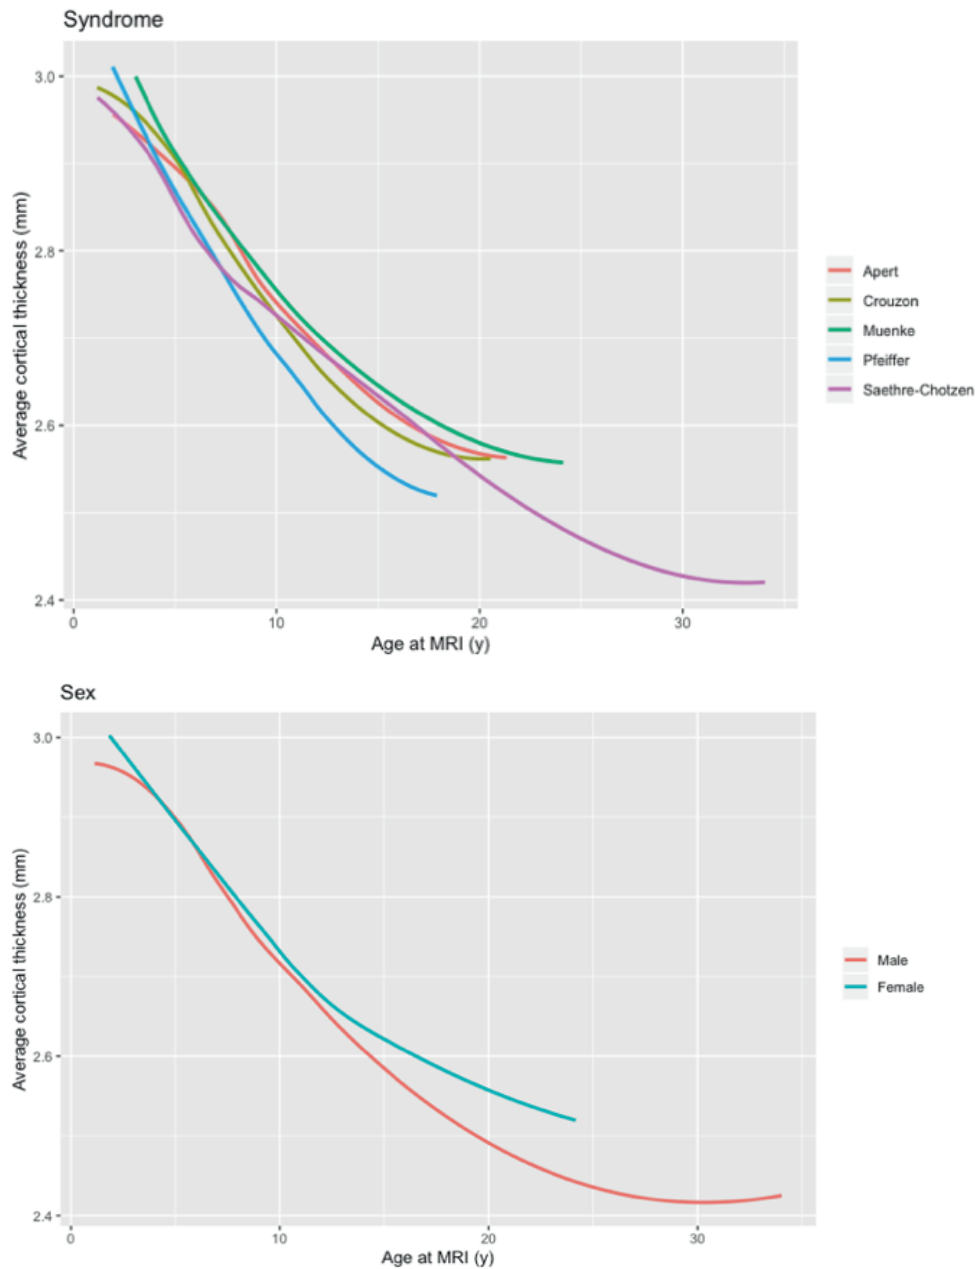 Syndrome
Average cortical thickness (mm)
3.0
2.8
2.6
2.4
0
10
20
30
Age at MRI (y)
Apert
Crouzon
Muenke
Pfeiffer
Saethre-Chotzen
Sex
Average cortical thickness (mm)
3.0
2.8
2.6
2.4
0
10
20
30
Age at MRI (y)
Male
Female